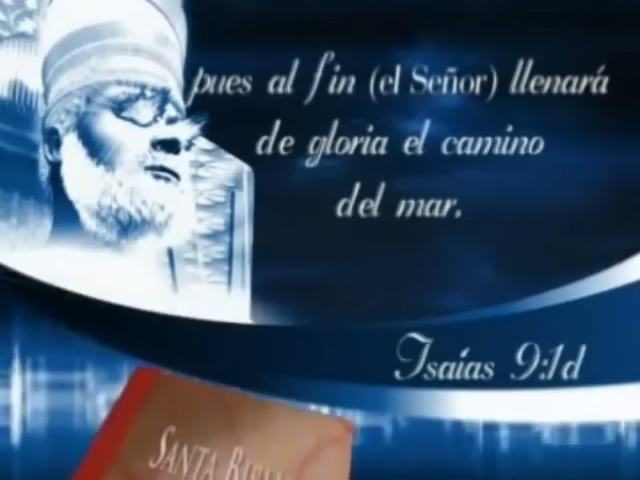 pues al fin (el Señor) llenará
de gloria el camino
del mar.
Isaías 9:1d
SANTA